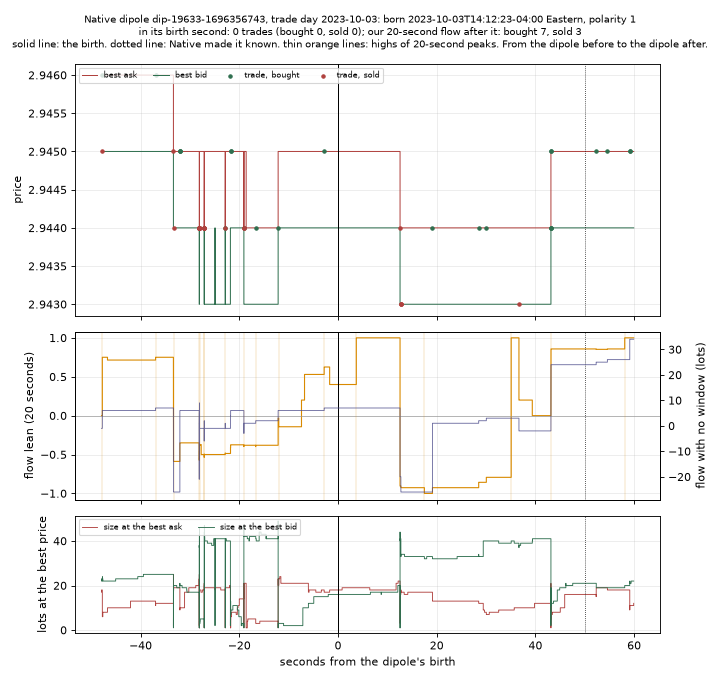 Native dipole dip-19633-1696356743, trade day 2023-10-03: born 2023-10-03T14:12:23-04:00 Eastern, polarity 1
in its birth second: 0 trades (bought 0, sold 0); our 20-second flow after it: bought 7, sold 3
solid line: the birth. dotted line: Native made it known. thin orange lines: highs of 20-second peaks. From the dipole before to the dipole after.
best ask best bid trade, bought trade, sold
2.9460
2.9455
2.9450
2.9445
2.9440
2.9435
2.9430
price
1.0
0.5
0.0
−0.5
−1.0
flow lean (20 seconds)
30
20
10
0
−10
−20
flow with no window (lots)
size at the best ask size at the best bid
40
20
0
lots at the best price
−40 −20 0 20 40 60
seconds from the dipole's birth